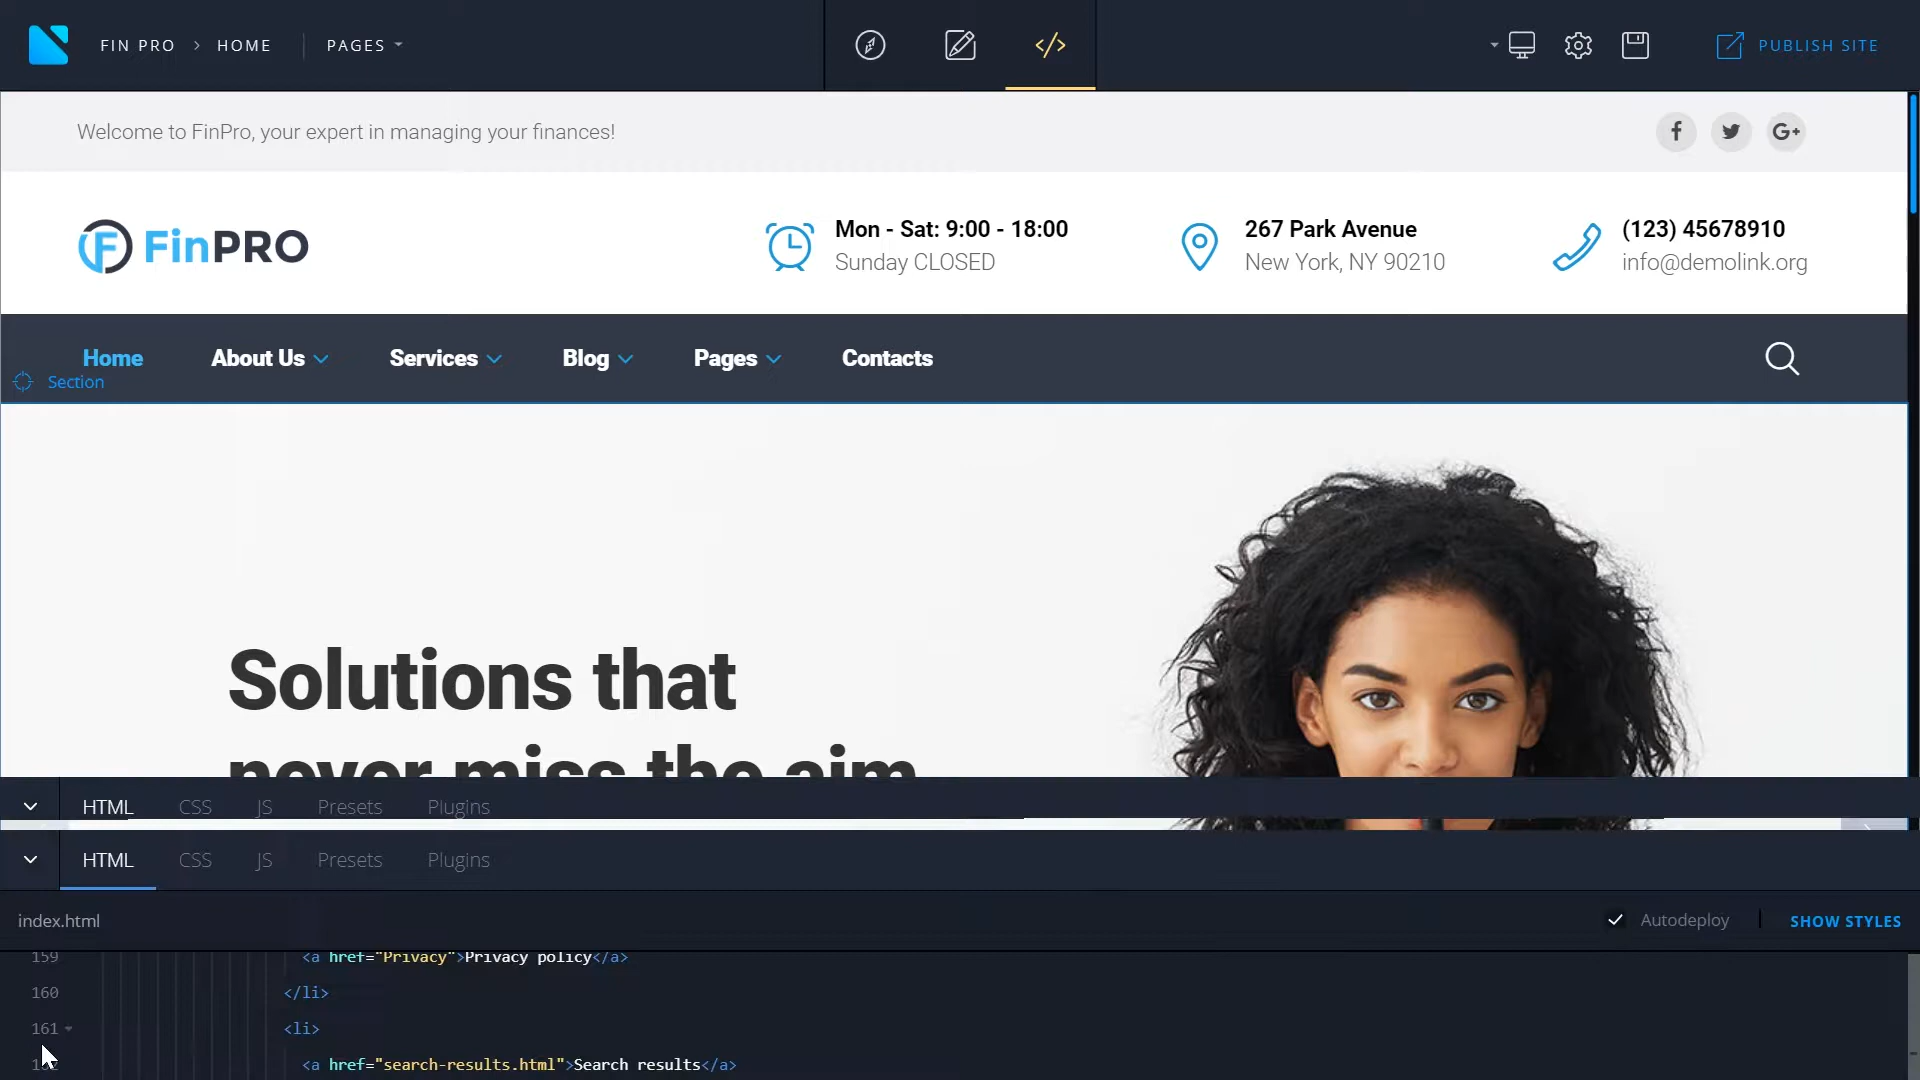 FIN PRO > HOME PAGES
PUBLISH SITE
Welcome to FinPro, your expert in managing your finances!
G+
FinPRO
Mon - Sat: 9:00 - 18:00
Sunday CLOSED
267 Park Avenue
New York, NY 90210
(123) 45678910
info@demolink.org
Home About Us Services Blog Pages Contacts
Section
Solutions that
never miss the aim
HTML CSS JS Presets Plugins
HTML CSS JS Presets Plugins
index.html
Autodeploy SHOW STYLES
159 <a href="Privacy">Privacy policy</a>
160 </li>
161 <li>
<a href="search-results.html">Search results</a>